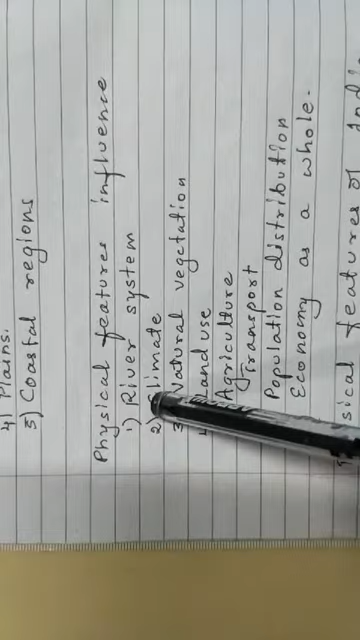 4) Plains.
5) Coastal regions
Physical features influence
1) River system
2) Climate
3) Natural vegetation
4) Land use
Agriculture
Transport
Population distribution
Economy as a whole.
features of